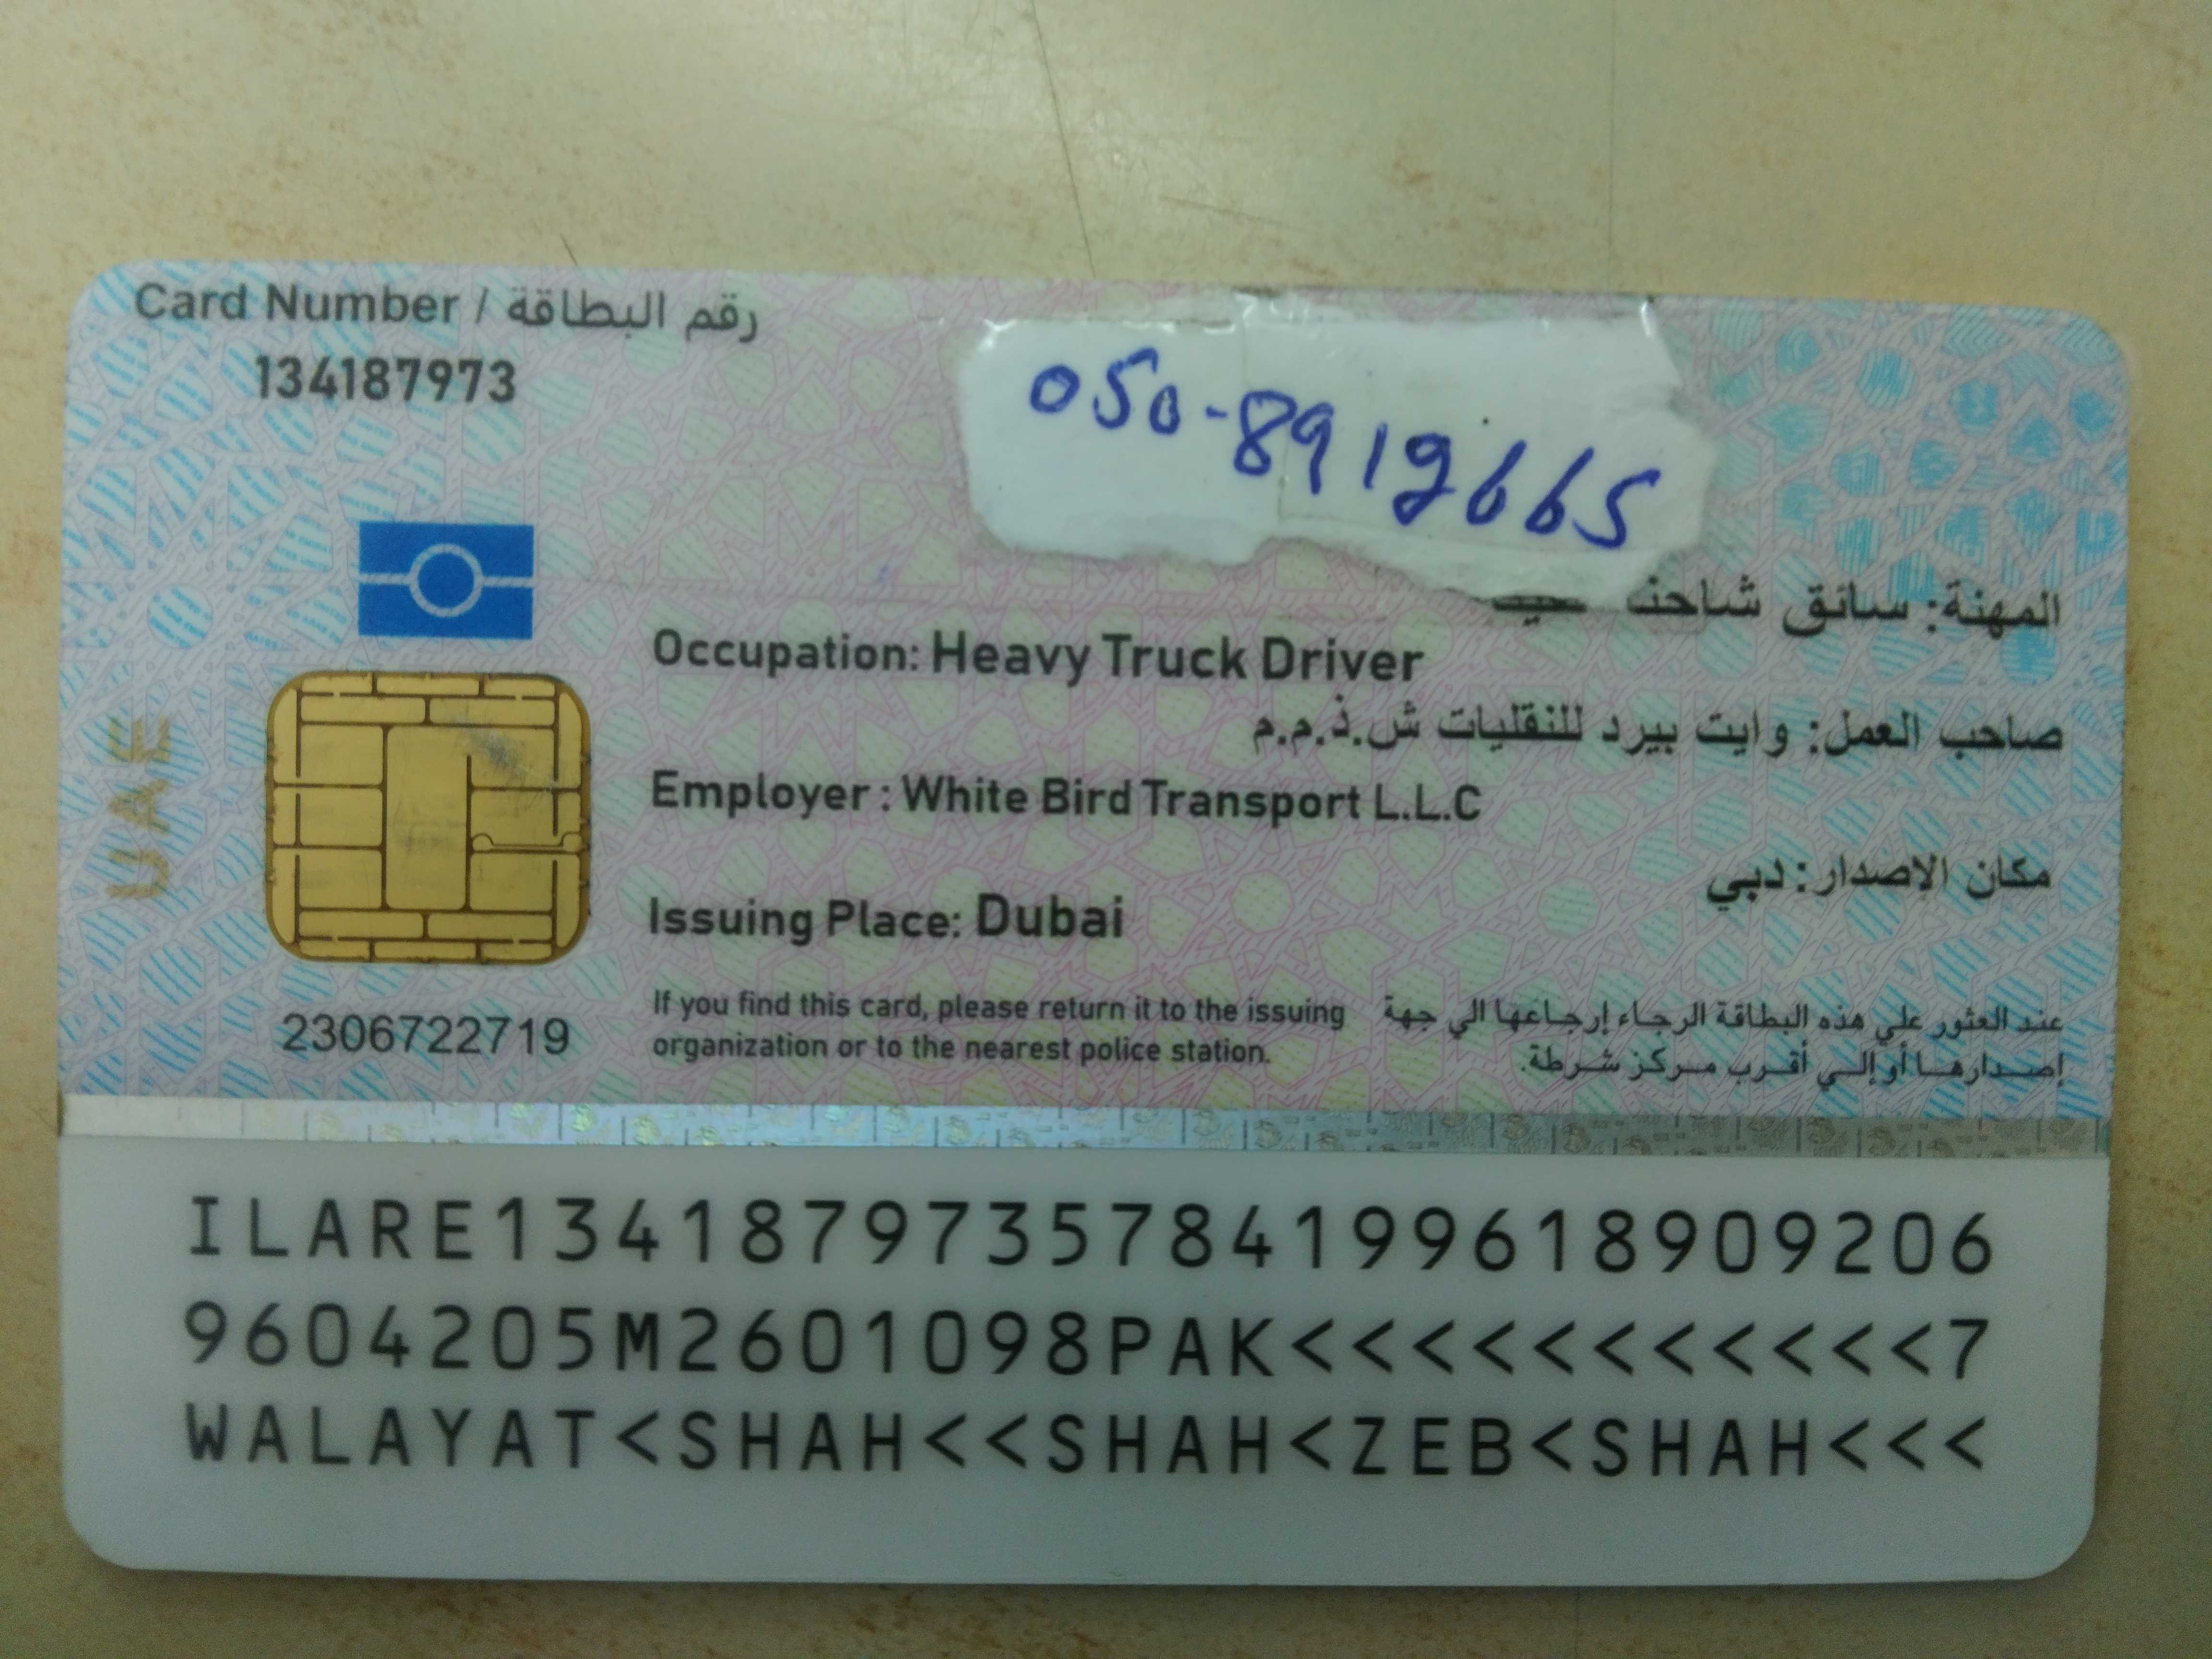 Card Number / رقم البطاقة
134187973
050-8912665
المهنة: سائق شاحنة
Occupation: Heavy Truck Driver
صاحب العمل: وايت بيرد للنقليات ش.ذ.م.م
Employer : White Bird Transport L.L.C
مكان الإصدار: دبي
Issuing Place: Dubai
UAE
2306722719
If you find this card, please return it to the issuing
organization or to the nearest police station.
عند العثور علي هذه البطاقة الرجاء إرجاعها الي جهة
إصدارها أو إلي أقرب مركز شرطة.
ILARE1341879735784199618909206
9604205M2601098PAK<<<<<<<<<<<7
WALAYAT<SHAH<<SHAH<ZEB<SHAH<<<